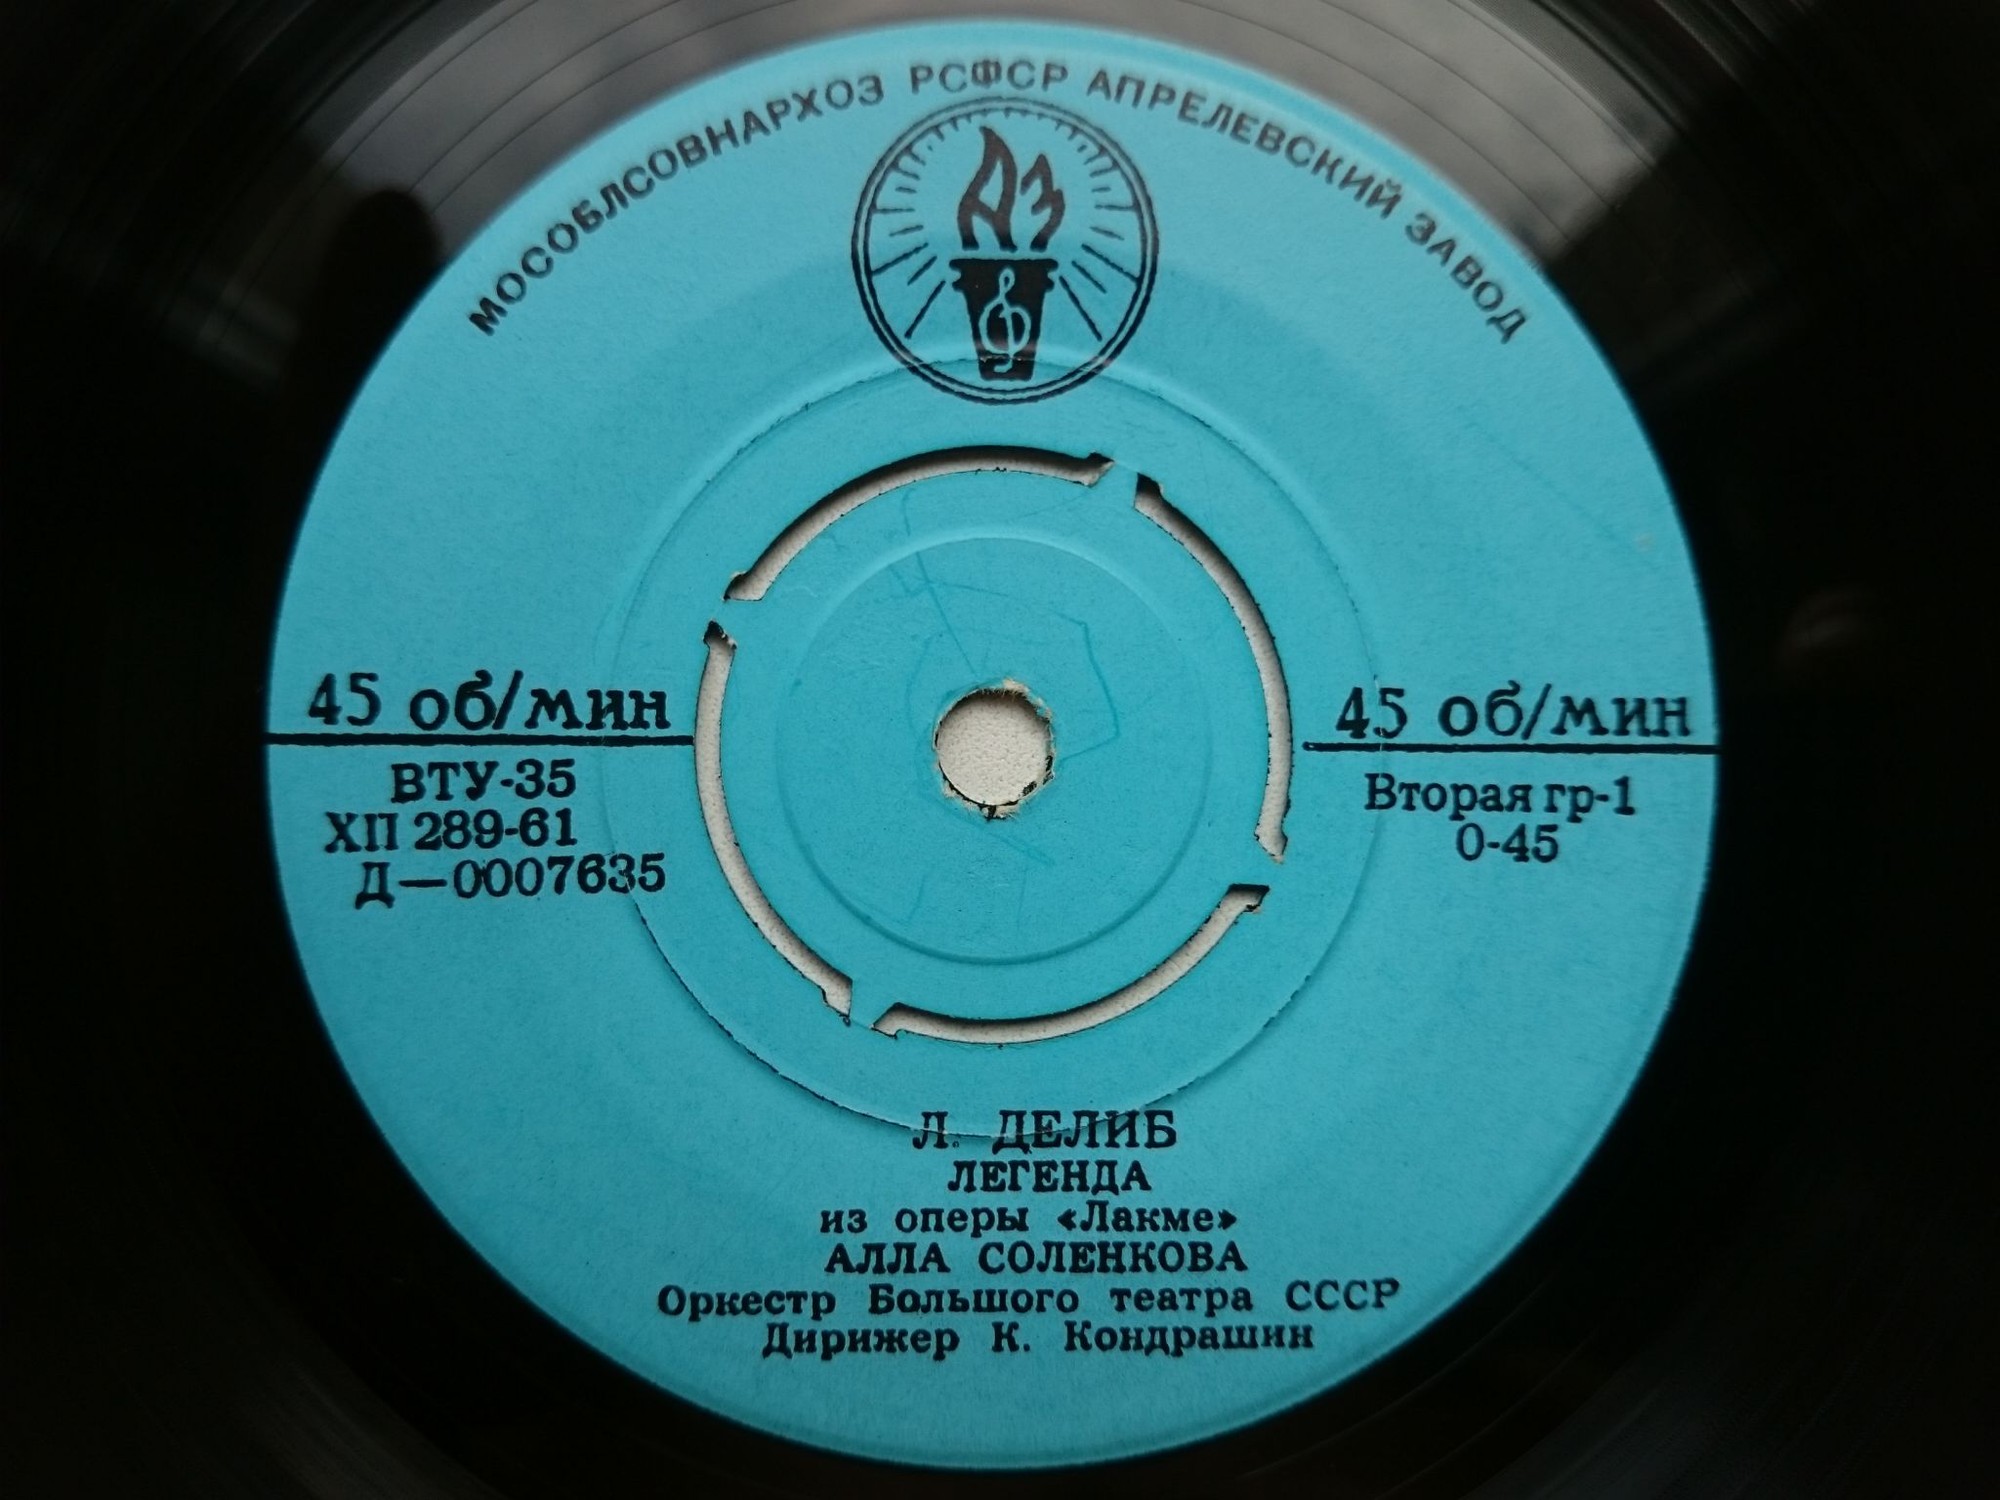 МОСОБЛСОВНАРХОЗ РСФСР АПРЕЛЕВСКИЙ ЗАВОД
АЗ
45 об/мин
ВТУ-35
ХП 289-61
Д—0007635
45 об/мин
Вторая гр-1
0-45
Л. ДЕЛИБ
ЛЕГЕНДА
из оперы «Лакме»
АЛЛА СОЛЕНКОВА
Оркестр Большого театра СССР
Дирижер К. Кондрашин